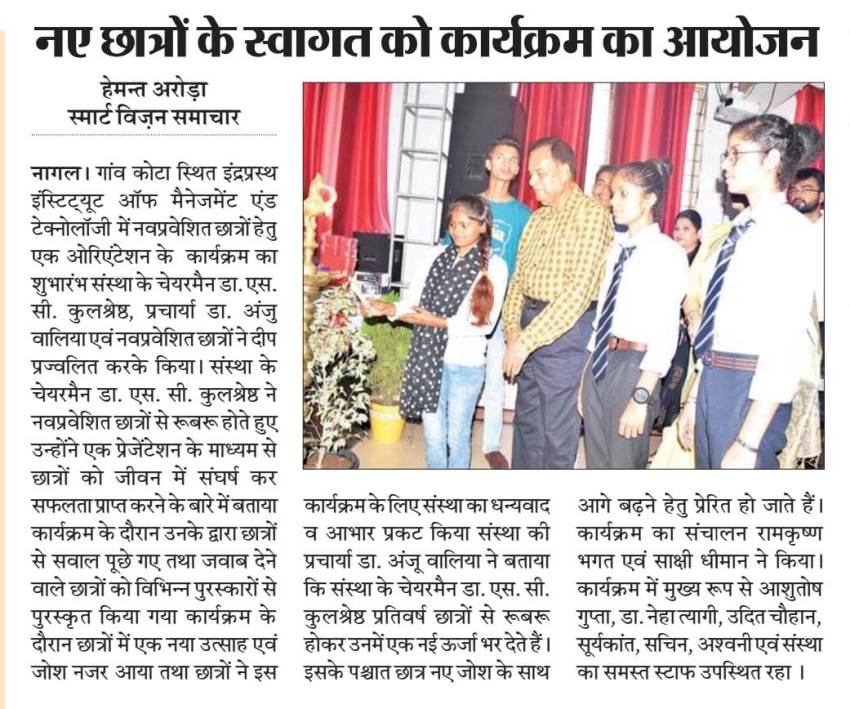 नए छात्रों के स्वागत को कार्यक्रम का आयोजन
हेमन्त अरोड़ा
स्मार्ट विज़न समाचार
नागल। गांव कोटा स्थित इंद्रप्रस्थ
इंस्टिट्यूट ऑफ मैनेजमेंट एंड
टेक्नोलॉजी में नवप्रवेशित छात्रों हेतु
एक ओरिएंटेशन के कार्यक्रम का
शुभारंभ संस्था के चेयरमैन डा. एस.
सी. कुलश्रेष्ठ, प्रचार्या डा. अंजु
वालिया एवं नवप्रवेशित छात्रों ने दीप
प्रज्वलित करके किया। संस्था के
चेयरमैन डा. एस. सी. कुलश्रेष्ठ ने
नवप्रवेशित छात्रों से रूबरू होते हुए
उन्होंने एक प्रेजेंटेशन के माध्यम से
छात्रों को जीवन में संघर्ष कर
सफलता प्राप्त करने के बारे में बताया
कार्यक्रम के दौरान उनके द्वारा छात्रों
से सवाल पूछे गए तथा जवाब देने
वाले छात्रों को विभिन्न पुरस्कारों से
पुरस्कृत किया गया कार्यक्रम के
दौरान छात्रों में एक नया उत्साह एवं
जोश नजर आया तथा छात्रों ने इस
कार्यक्रम के लिए संस्था का धन्यवाद
व आभार प्रकट किया संस्था की
प्रचार्या डा. अंजू वालिया ने बताया
कि संस्था के चेयरमैन डा. एस. सी.
कुलश्रेष्ठ प्रतिवर्ष छात्रों से रूबरू
होकर उनमें एक नई ऊर्जा भर देते हैं।
इसके पश्चात छात्र नए जोश के साथ
आगे बढ़ने हेतु प्रेरित हो जाते हैं।
कार्यक्रम का संचालन रामकृष्ण
भगत एवं साक्षी धीमान ने किया।
कार्यक्रम में मुख्य रूप से आशुतोष
गुप्ता, डा. नेहा त्यागी, उदित चौहान,
सूर्यकांत, सचिन, अश्वनी एवं संस्था
का समस्त स्टाफ उपस्थित रहा ।